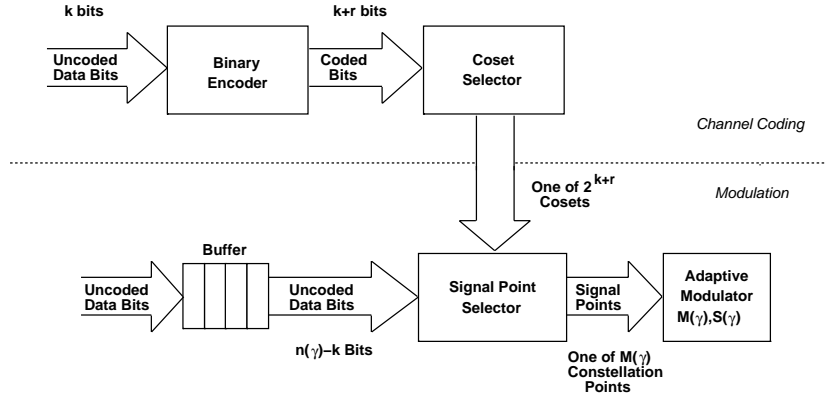 k bits
k+r bits
Uncoded
Data Bits
Binary
Encoder
Coded
Bits
Coset
Selector
Channel Coding
One of 2^k+r
Cosets
Modulation
Buffer
Uncoded
Data Bits
Uncoded
Data Bits
n(γ)−k Bits
Signal Point
Selector
Signal
Points
One of M(γ)
Constellation
Points
Adaptive
Modulator
M(γ),S(γ)